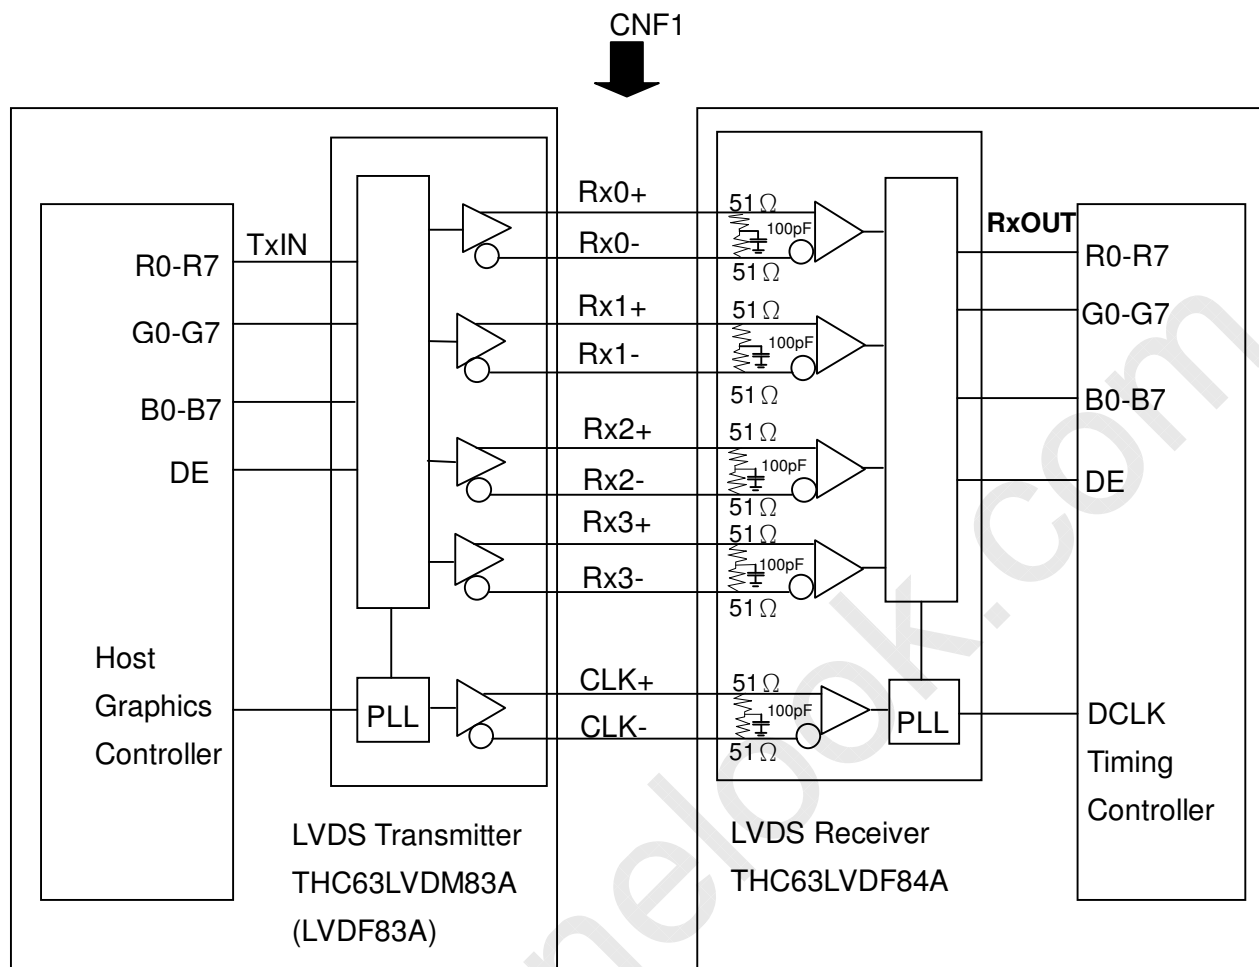 CNF1
TxIN
R0-R7
G0-G7
B0-B7
DE
Host
Graphics
Controller
PLL
LVDS Transmitter
THC63LVDM83A
(LVDF83A)
Rx0+
Rx0-
Rx1+
Rx1-
Rx2+
Rx2-
Rx3+
Rx3-
CLK+
CLK-
51Ω
100pF
51Ω
51Ω
100pF
51Ω
51Ω
100pF
51Ω
51Ω
100pF
51Ω
51Ω
100pF
51Ω
PLL
LVDS Receiver
THC63LVDF84A
RxOUT
R0-R7
G0-G7
B0-B7
DE
DCLK
Timing
Controller
nelook.com